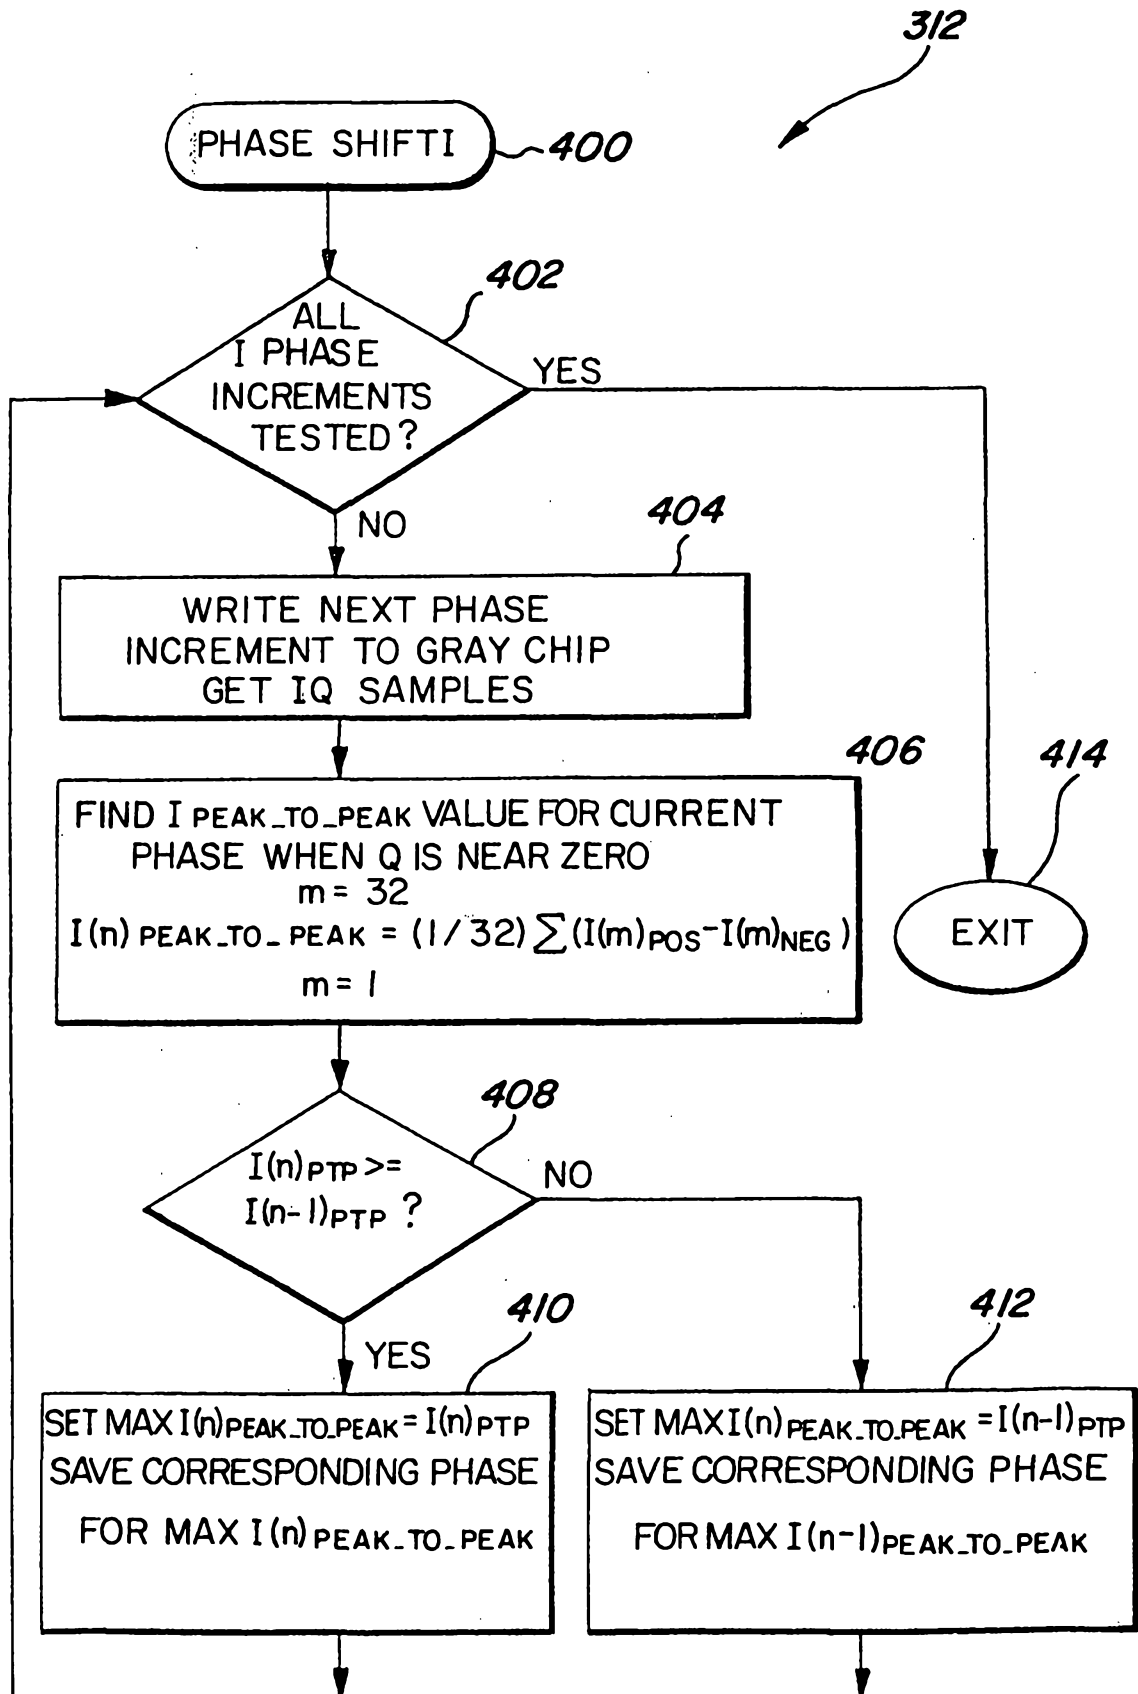 312
PHASE SHIFTI
400
402
ALL
I PHASE
INCREMENTS
TESTED?
YES
NO
404
WRITE NEXT PHASE
INCREMENT TO GRAY CHIP
GET IQ SAMPLES
406
FIND I PEAK_TO_PEAK VALUE FOR CURRENT
PHASE WHEN Q IS NEAR ZERO
m = 32
I(n) PEAK_TO_PEAK = (1/32) ∑(I(m)POS-I(m)NEG)
m = 1
414
EXIT
408
I(n)PTP >=
I(n-1)PTP ?
NO
YES
410
SET MAX I(n)PEAK_TO_PEAK = I(n)PTP
SAVE CORRESPONDING PHASE
FOR MAX I(n)PEAK_TO_PEAK
412
SET MAX I(n)PEAK_TO_PEAK = I(n-1)PTP
SAVE CORRESPONDING PHASE
FOR MAX I(n-1)PEAK_TO_PEAK